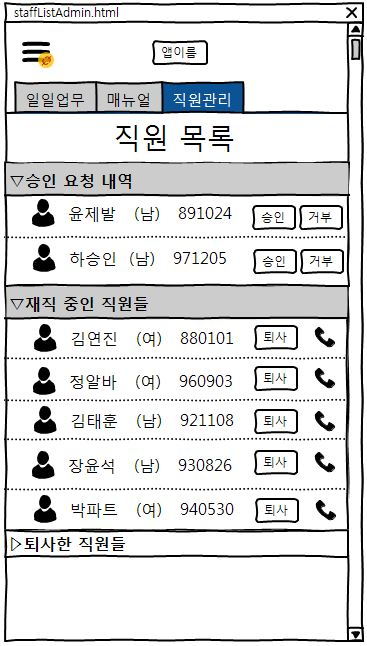 staffListAdmin.html
앱이름
일일업무 매뉴얼 직원관리
직원 목록
▽승인 요청 내역
윤제발 (남) 891024 승인 거부
하승인 (남) 971205 승인 거부
▽재직 중인 직원들
김연진 (여) 880101 퇴사
정알바 (여) 960903 퇴사
김태훈 (남) 921108 퇴사
장윤석 (남) 930826 퇴사
박파트 (여) 940530 퇴사
▷퇴사한 직원들